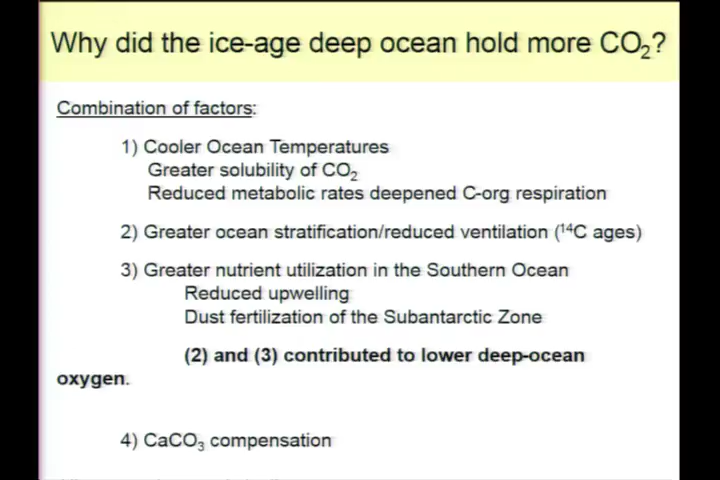 Why did the ice-age deep ocean hold more CO₂?
Combination of factors:
1) Cooler Ocean Temperatures
Greater solubility of CO₂
Reduced metabolic rates deepened C-org respiration
2) Greater ocean stratification/reduced ventilation (¹⁴C ages)
3) Greater nutrient utilization in the Southern Ocean
Reduced upwelling
Dust fertilization of the Subantarctic Zone
(2) and (3) contributed to lower deep-ocean
oxygen.
4) CaCO₃ compensation